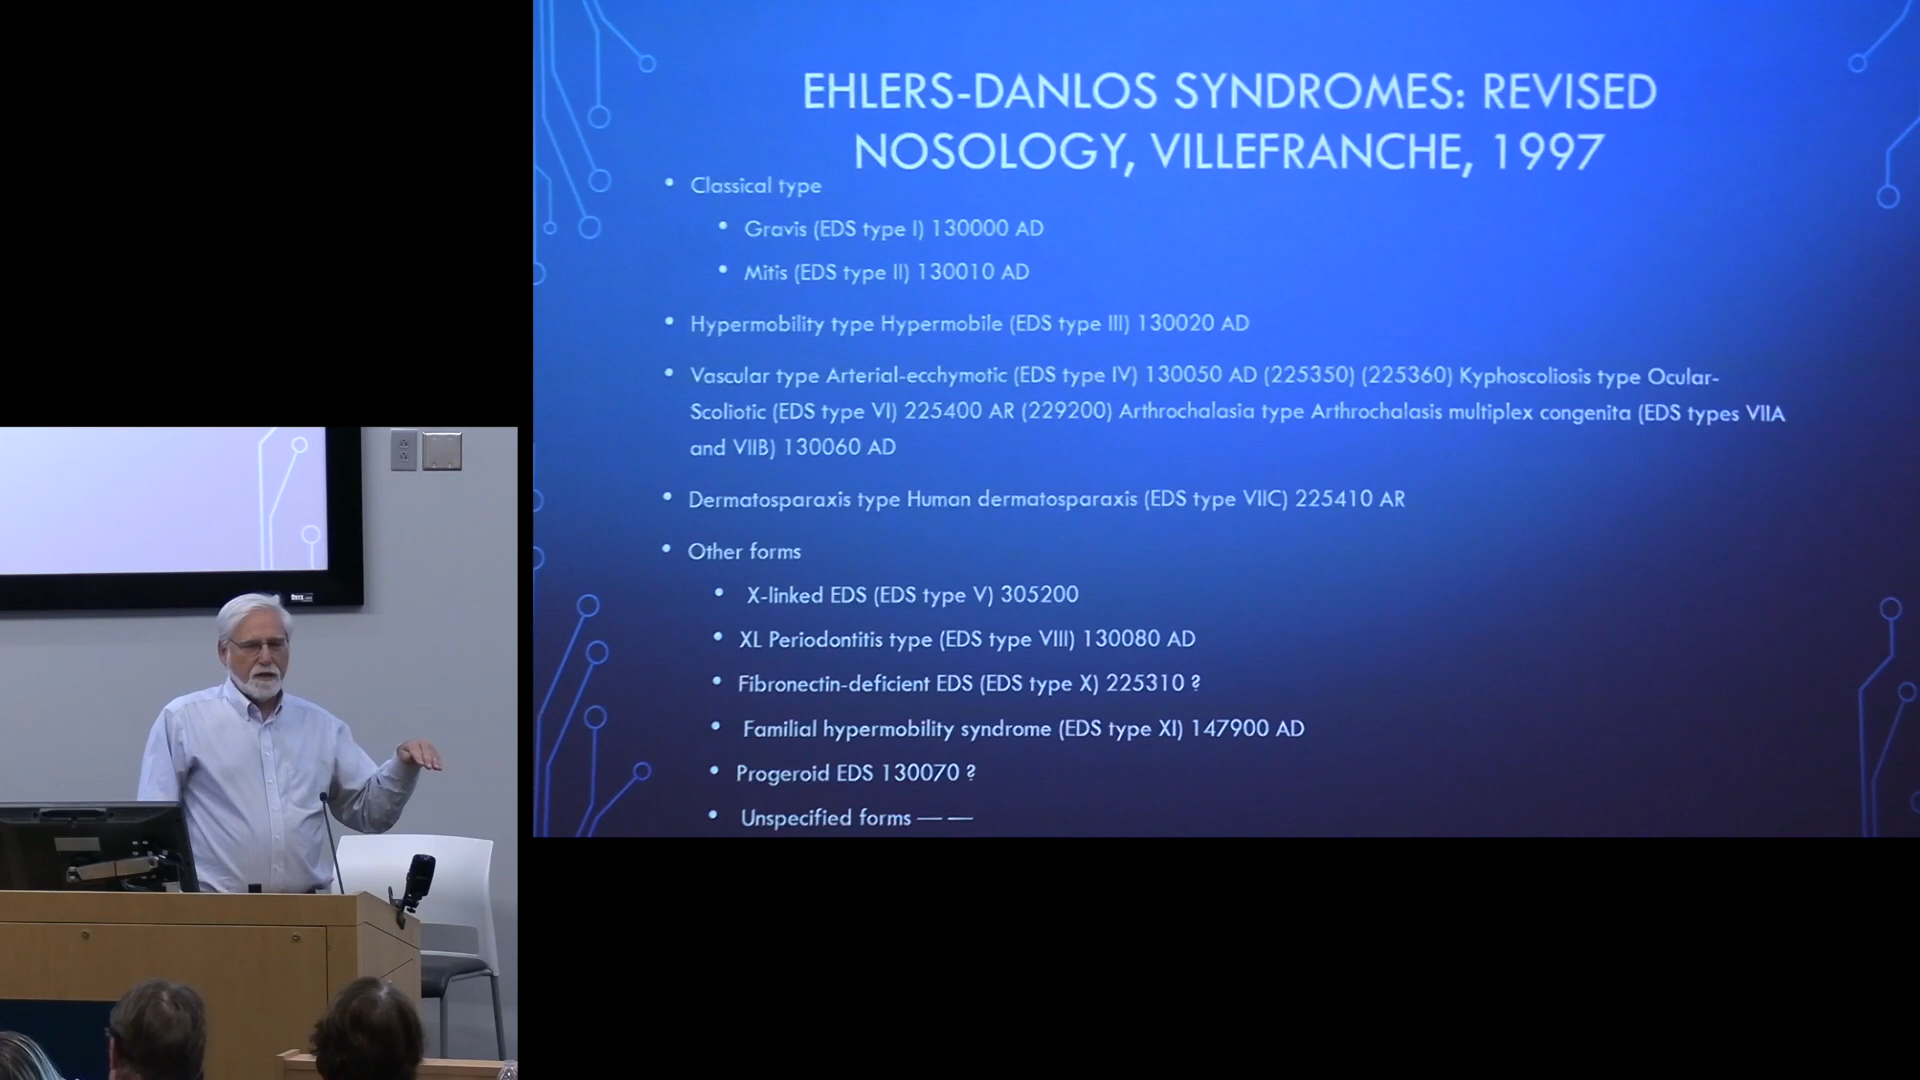 EHLERS-DANLOS SYNDROMES: REVISED
NOSOLOGY, VILLEFRANCHE, 1997
• Classical type
• Gravis (EDS type I) 130000 AD
• Mitis (EDS type II) 130010 AD
• Hypermobility type Hypermobile (EDS type III) 130020 AD
• Vascular type Arterial-ecchymotic (EDS type IV) 130050 AD (225350) (225360) Kyphoscoliosis type Ocular-
Scoliotic (EDS type VI) 225400 AR (229200) Arthrochalasia type Arthrochalasis multiplex congenita (EDS types VIIA
and VIIB) 130060 AD
• Dermatosparaxis type Human dermatosparaxis (EDS type VIIC) 225410 AR
• Other forms
• X-linked EDS (EDS type V) 305200
• XL Periodontitis type (EDS type VIII) 130080 AD
• Fibronectin-deficient EDS (EDS type X) 225310 ?
• Familial hypermobility syndrome (EDS type XI) 147900 AD
• Progeroid EDS 130070 ?
• Unspecified forms — —